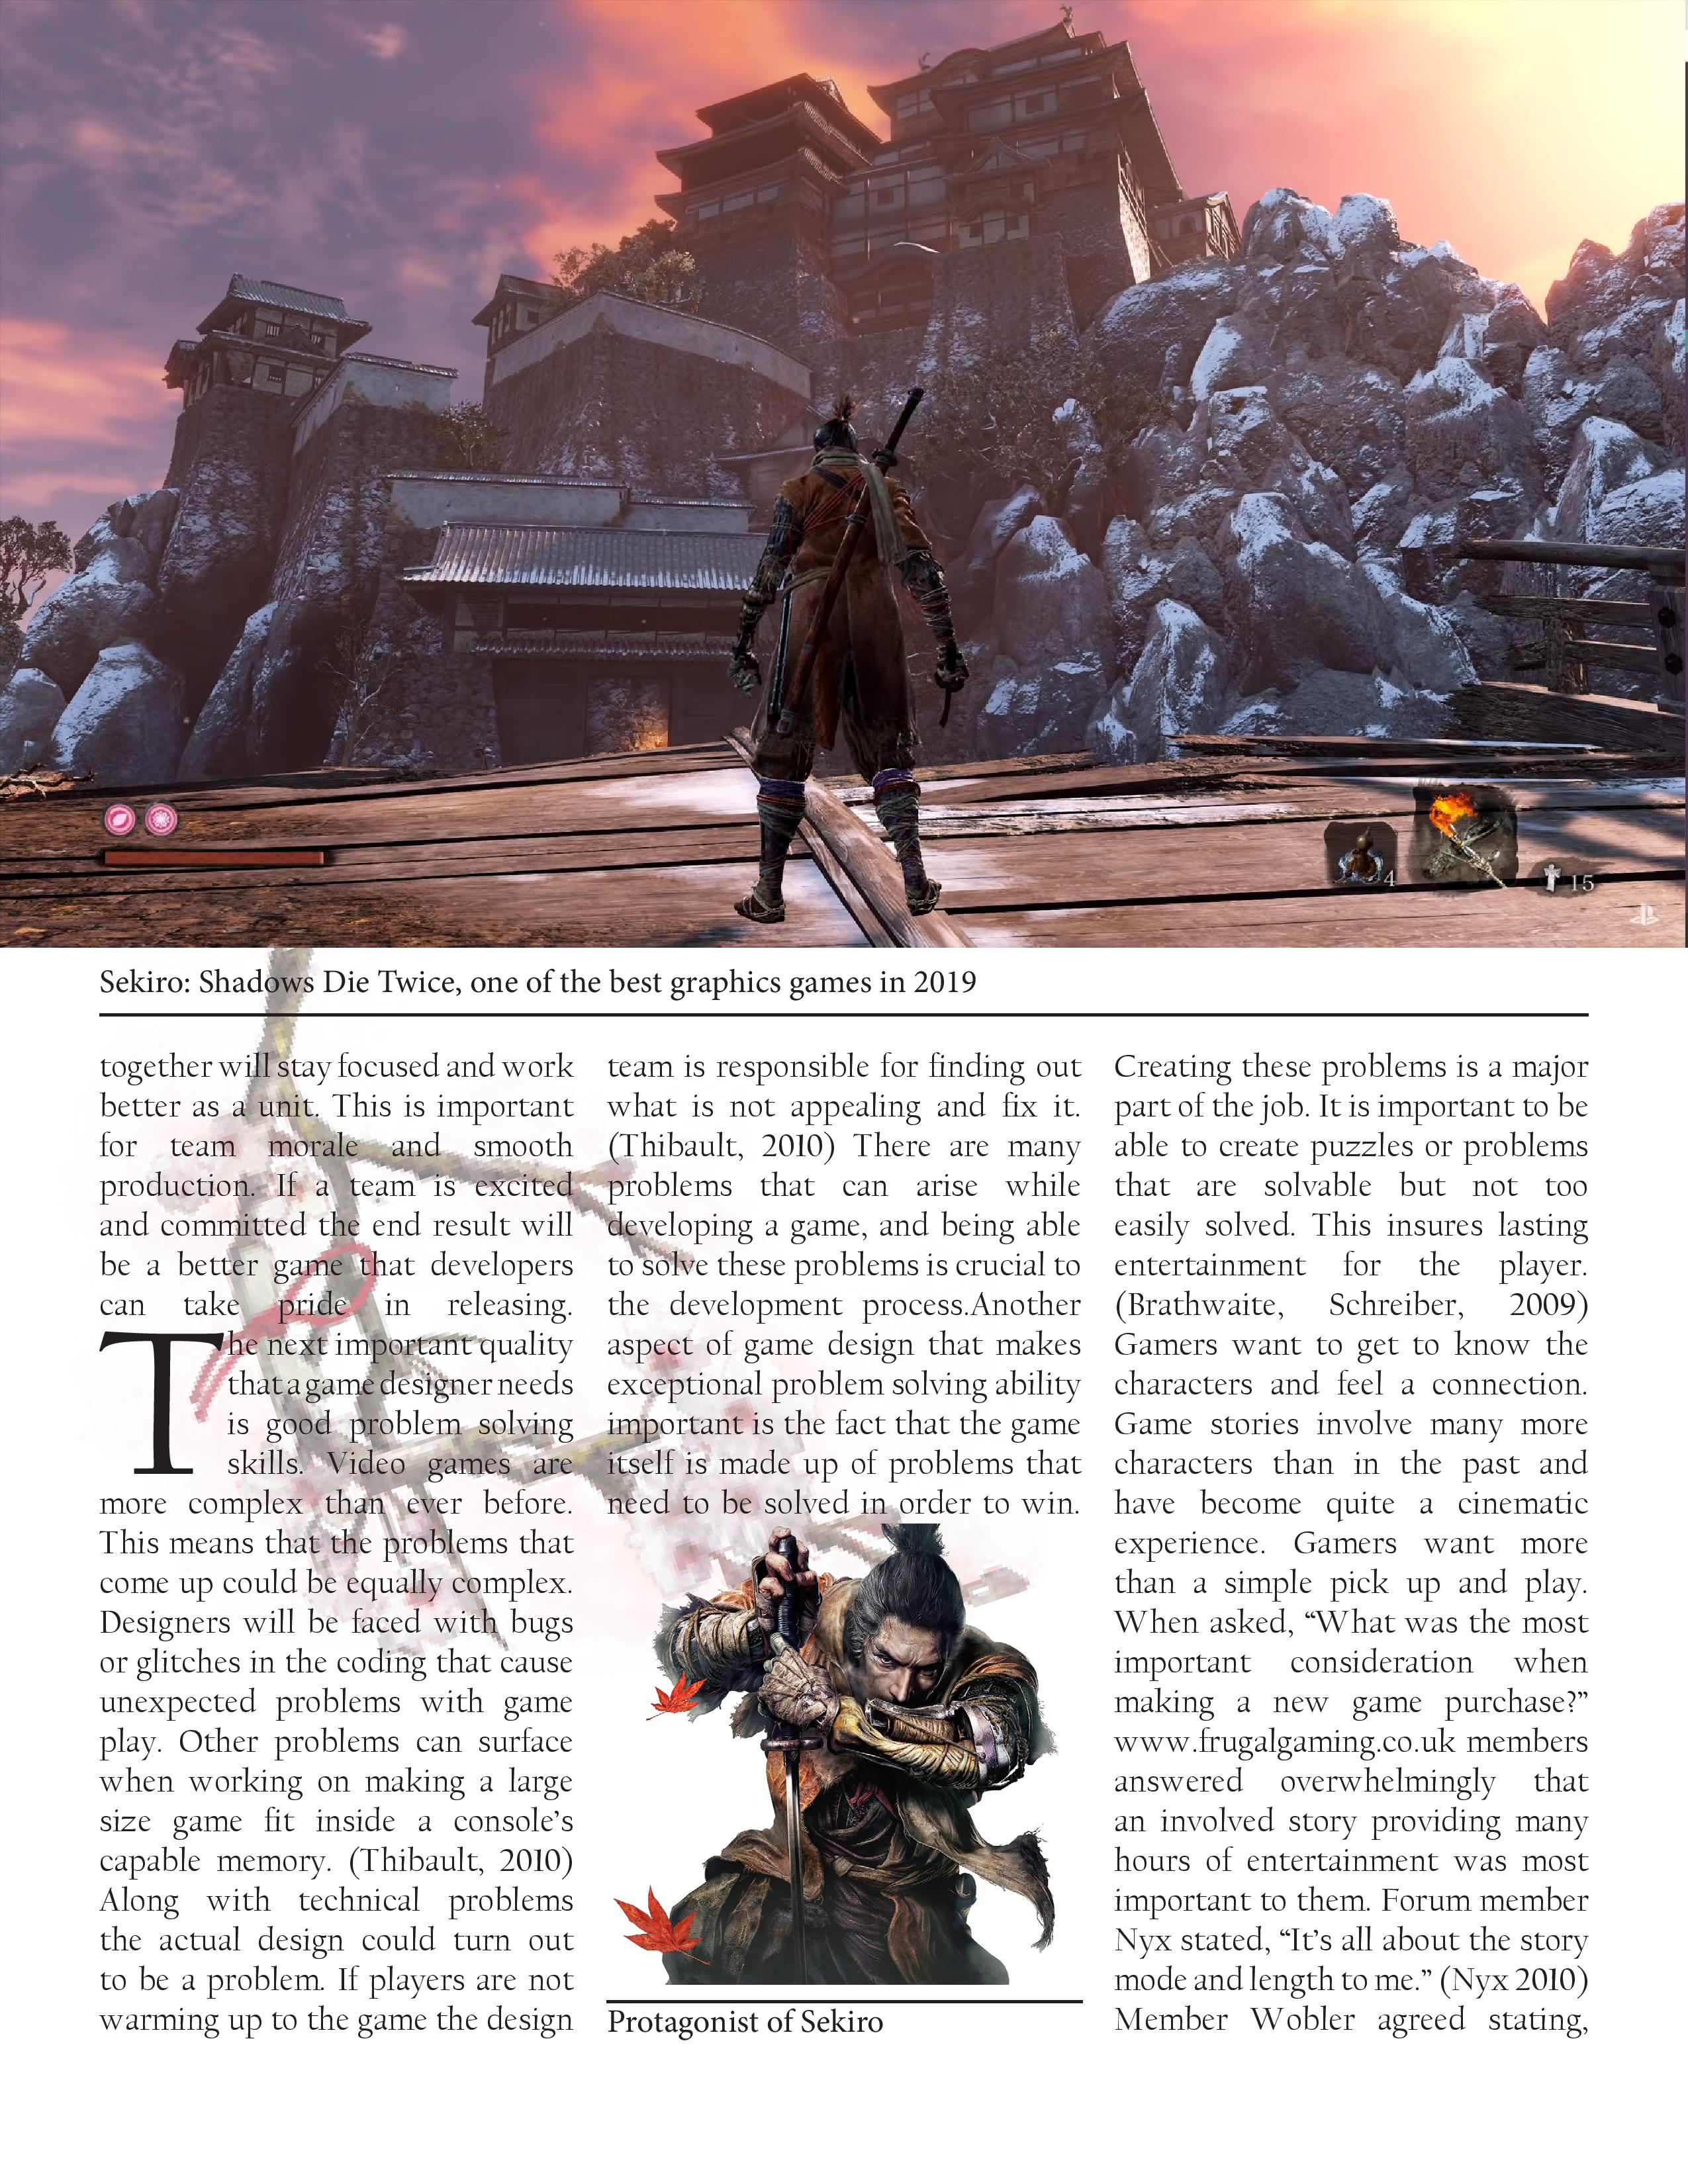 4
15
Sekiro: Shadows Die Twice, one of the best graphics games in 2019
together will stay focused and work
better as a unit. This is important
for team morale and smooth
production. If a team is excited
and committed the end result will
be a better game that developers
can take pride in releasing.
The next important quality
that a game designer needs
is good problem solving
skills. Video games are
more complex than ever before.
This means that the problems that
come up could be equally complex.
Designers will be faced with bugs
or glitches in the coding that cause
unexpected problems with game
play. Other problems can surface
when working on making a large
size game fit inside a console’s
capable memory. (Thibault, 2010)
Along with technical problems
the actual design could turn out
to be a problem. If players are not
warming up to the game the design
team is responsible for finding out
what is not appealing and fix it.
(Thibault, 2010) There are many
problems that can arise while
developing a game, and being able
to solve these problems is crucial to
the development process.Another
aspect of game design that makes
exceptional problem solving ability
important is the fact that the game
itself is made up of problems that
need to be solved in order to win.
Protagonist of Sekiro
Creating these problems is a major
part of the job. It is important to be
able to create puzzles or problems
that are solvable but not too
easily solved. This insures lasting
entertainment for the player.
(Brathwaite, Schreiber, 2009)
Gamers want to get to know the
characters and feel a connection.
Game stories involve many more
characters than in the past and
have become quite a cinematic
experience. Gamers want more
than a simple pick up and play.
When asked, “What was the most
important consideration when
making a new game purchase?”
www.frugalgaming.co.uk members
answered overwhelmingly that
an involved story providing many
hours of entertainment was most
important to them. Forum member
Nyx stated, “It’s all about the story
mode and length to me.” (Nyx 2010)
Member Wobler agreed stating,